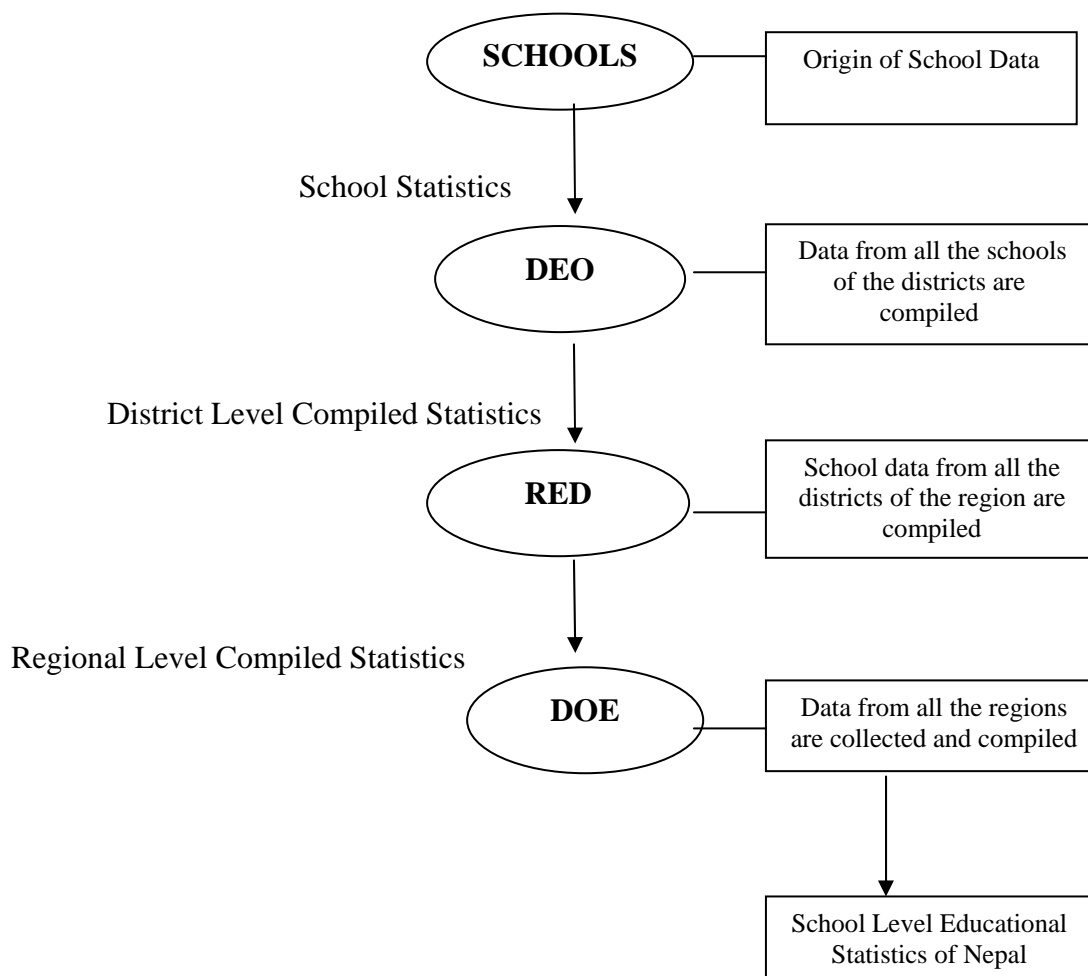 SCHOOLS
Origin of School Data
School Statistics
DEO
Data from all the schools
of the districts are
compiled
District Level Compiled Statistics
RED
School data from all the
districts of the region are
compiled
Regional Level Compiled Statistics
DOE
Data from all the regions
are collected and compiled
School Level Educational
Statistics of Nepal